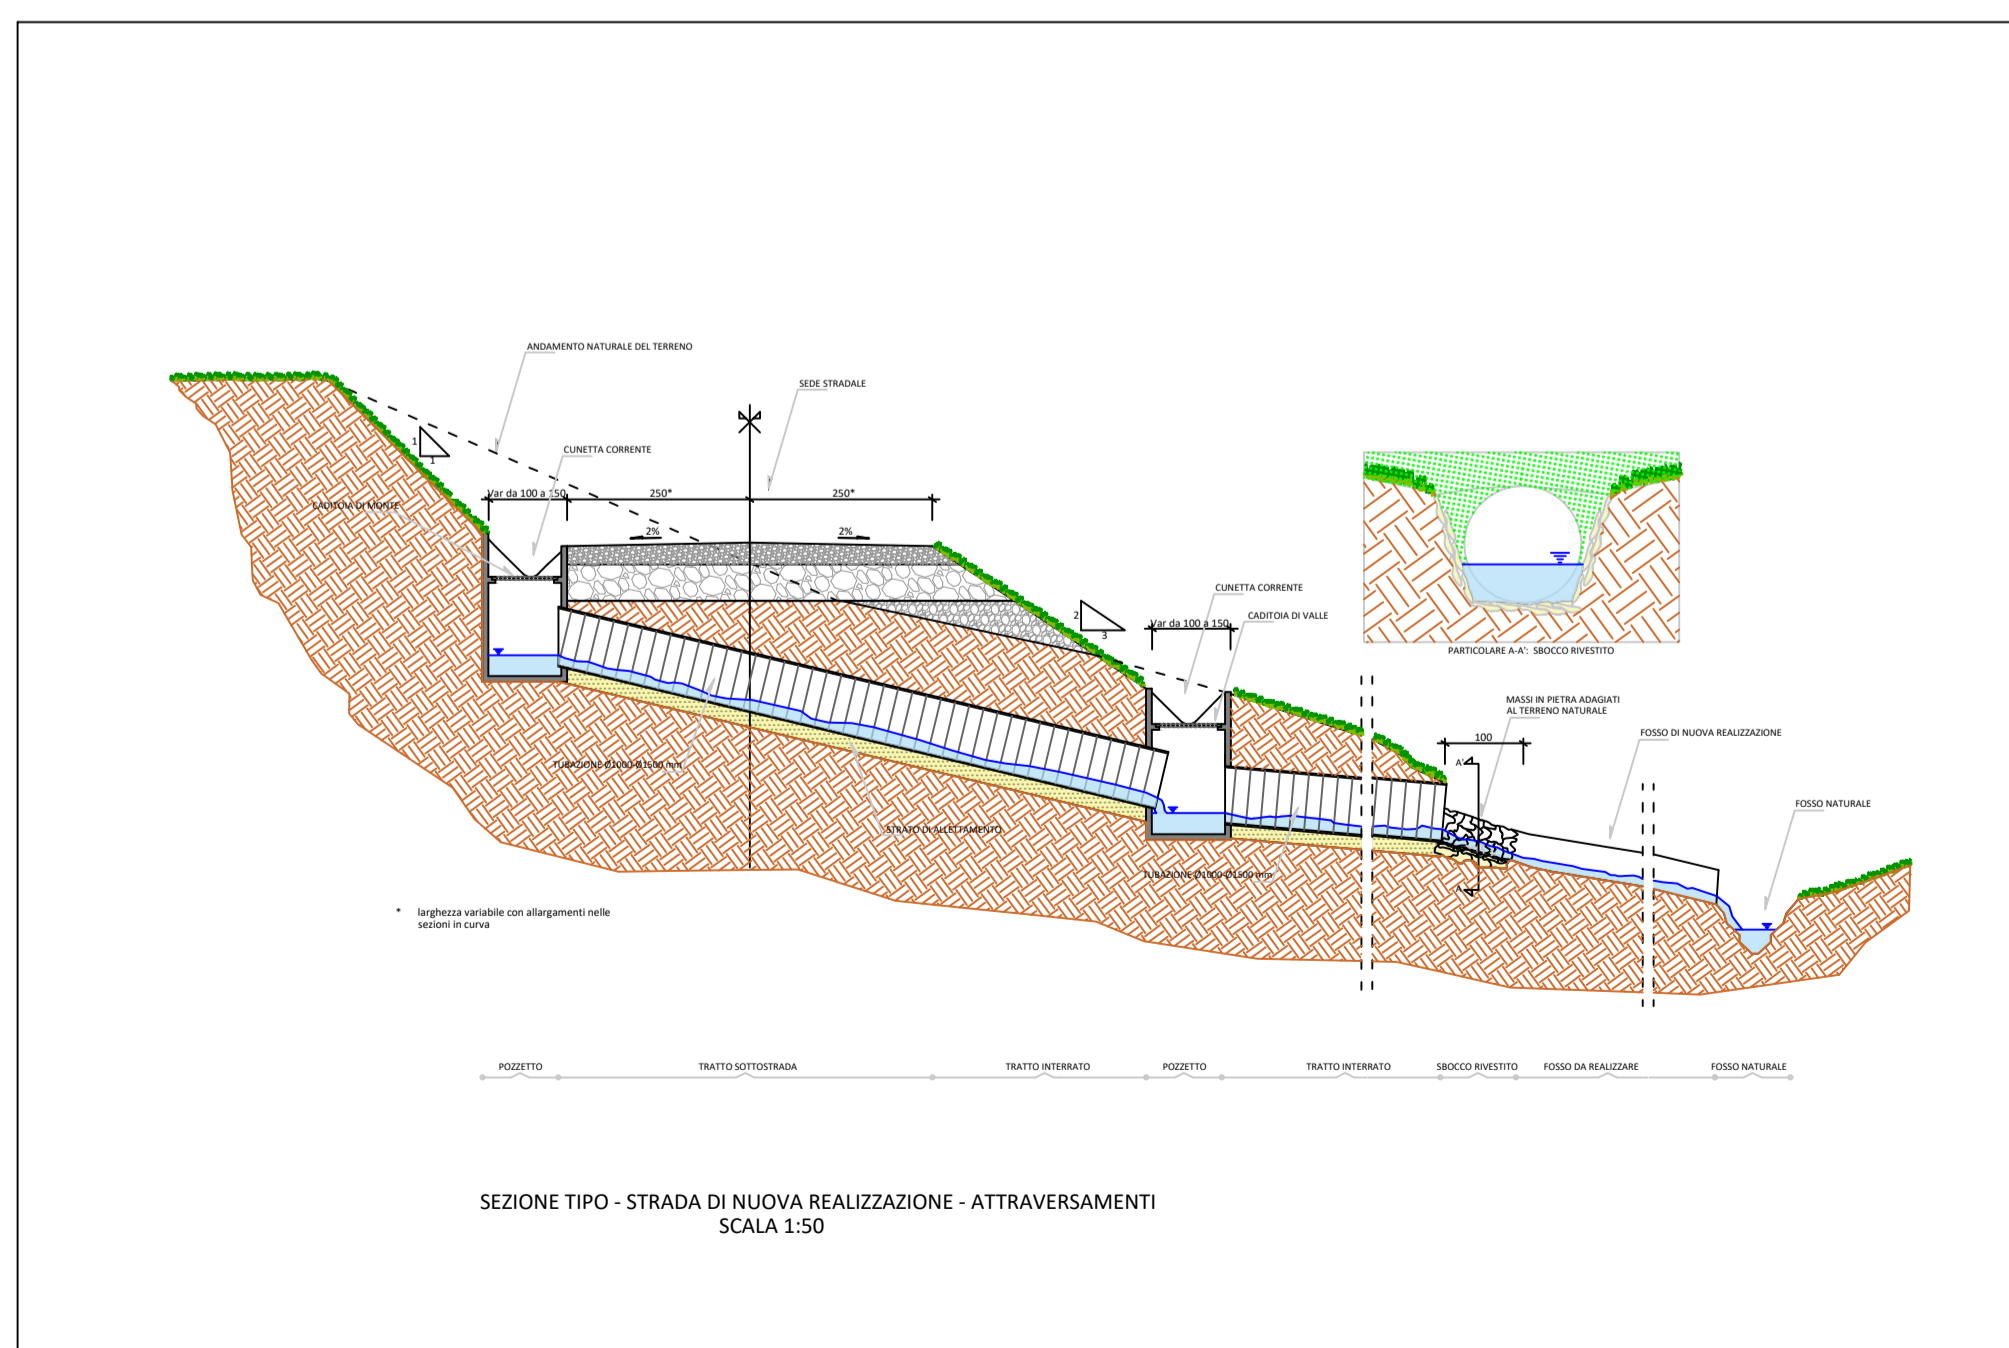 ANDAMENTO NATURALE DEL TERRENO
SEDE STRADALE
CUNETTA CORRENTE
1
1
Var da 100 a 150
250*
250*
CADITOIA DI MONTE
2%
2%
CUNETTA CORRENTE
2
3
CADITOIA DI VALLE
Var da 100 a 150
PARTICOLARE A-A': SBOCCO RIVESTITO
MASSI IN PIETRA ADAGIATI
AL TERRENO NATURALE
FOSSO DI NUOVA REALIZZAZIONE
100
A'
TUBAZIONE Ø1000-Ø1500 mm
FOSSO NATURALE
STRATO DI ALLETTAMENTO
TUBAZIONE Ø1000-Ø1500 mm
A
* larghezza variabile con allargamenti nelle
sezioni in curva
POZZETTO
TRATTO SOTTOSTRADA
TRATTO INTERRATO
POZZETTO
TRATTO INTERRATO
SBOCCO RIVESTITO
FOSSO DA REALIZZARE
FOSSO NATURALE
SEZIONE TIPO - STRADA DI NUOVA REALIZZAZIONE - ATTRAVERSAMENTI
SCALA 1:50